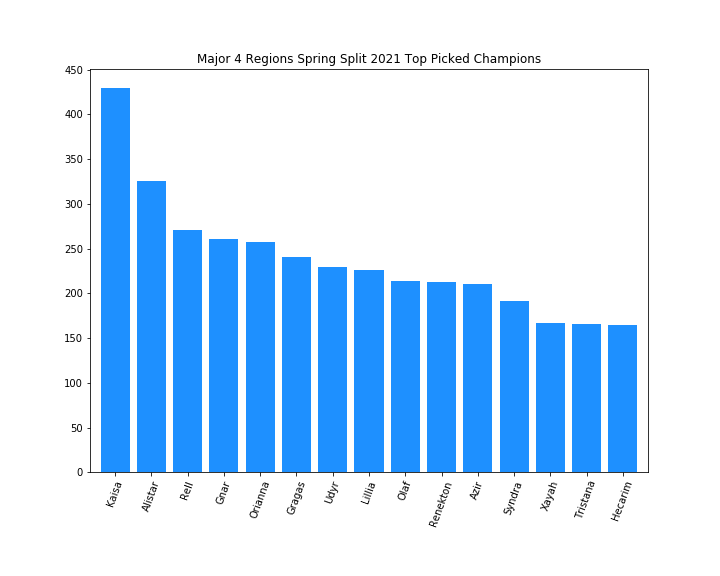 Major 4 Regions Spring Split 2021 Top Picked Champions
450
400
350
300
250
200
150
100
50
0
Kaisa
Alistar
Rell
Gnar
Orianna
Gragas
Udyr
Lillia
Olaf
Renekton
Azir
Syndra
Xayah
Tristana
Hecarim